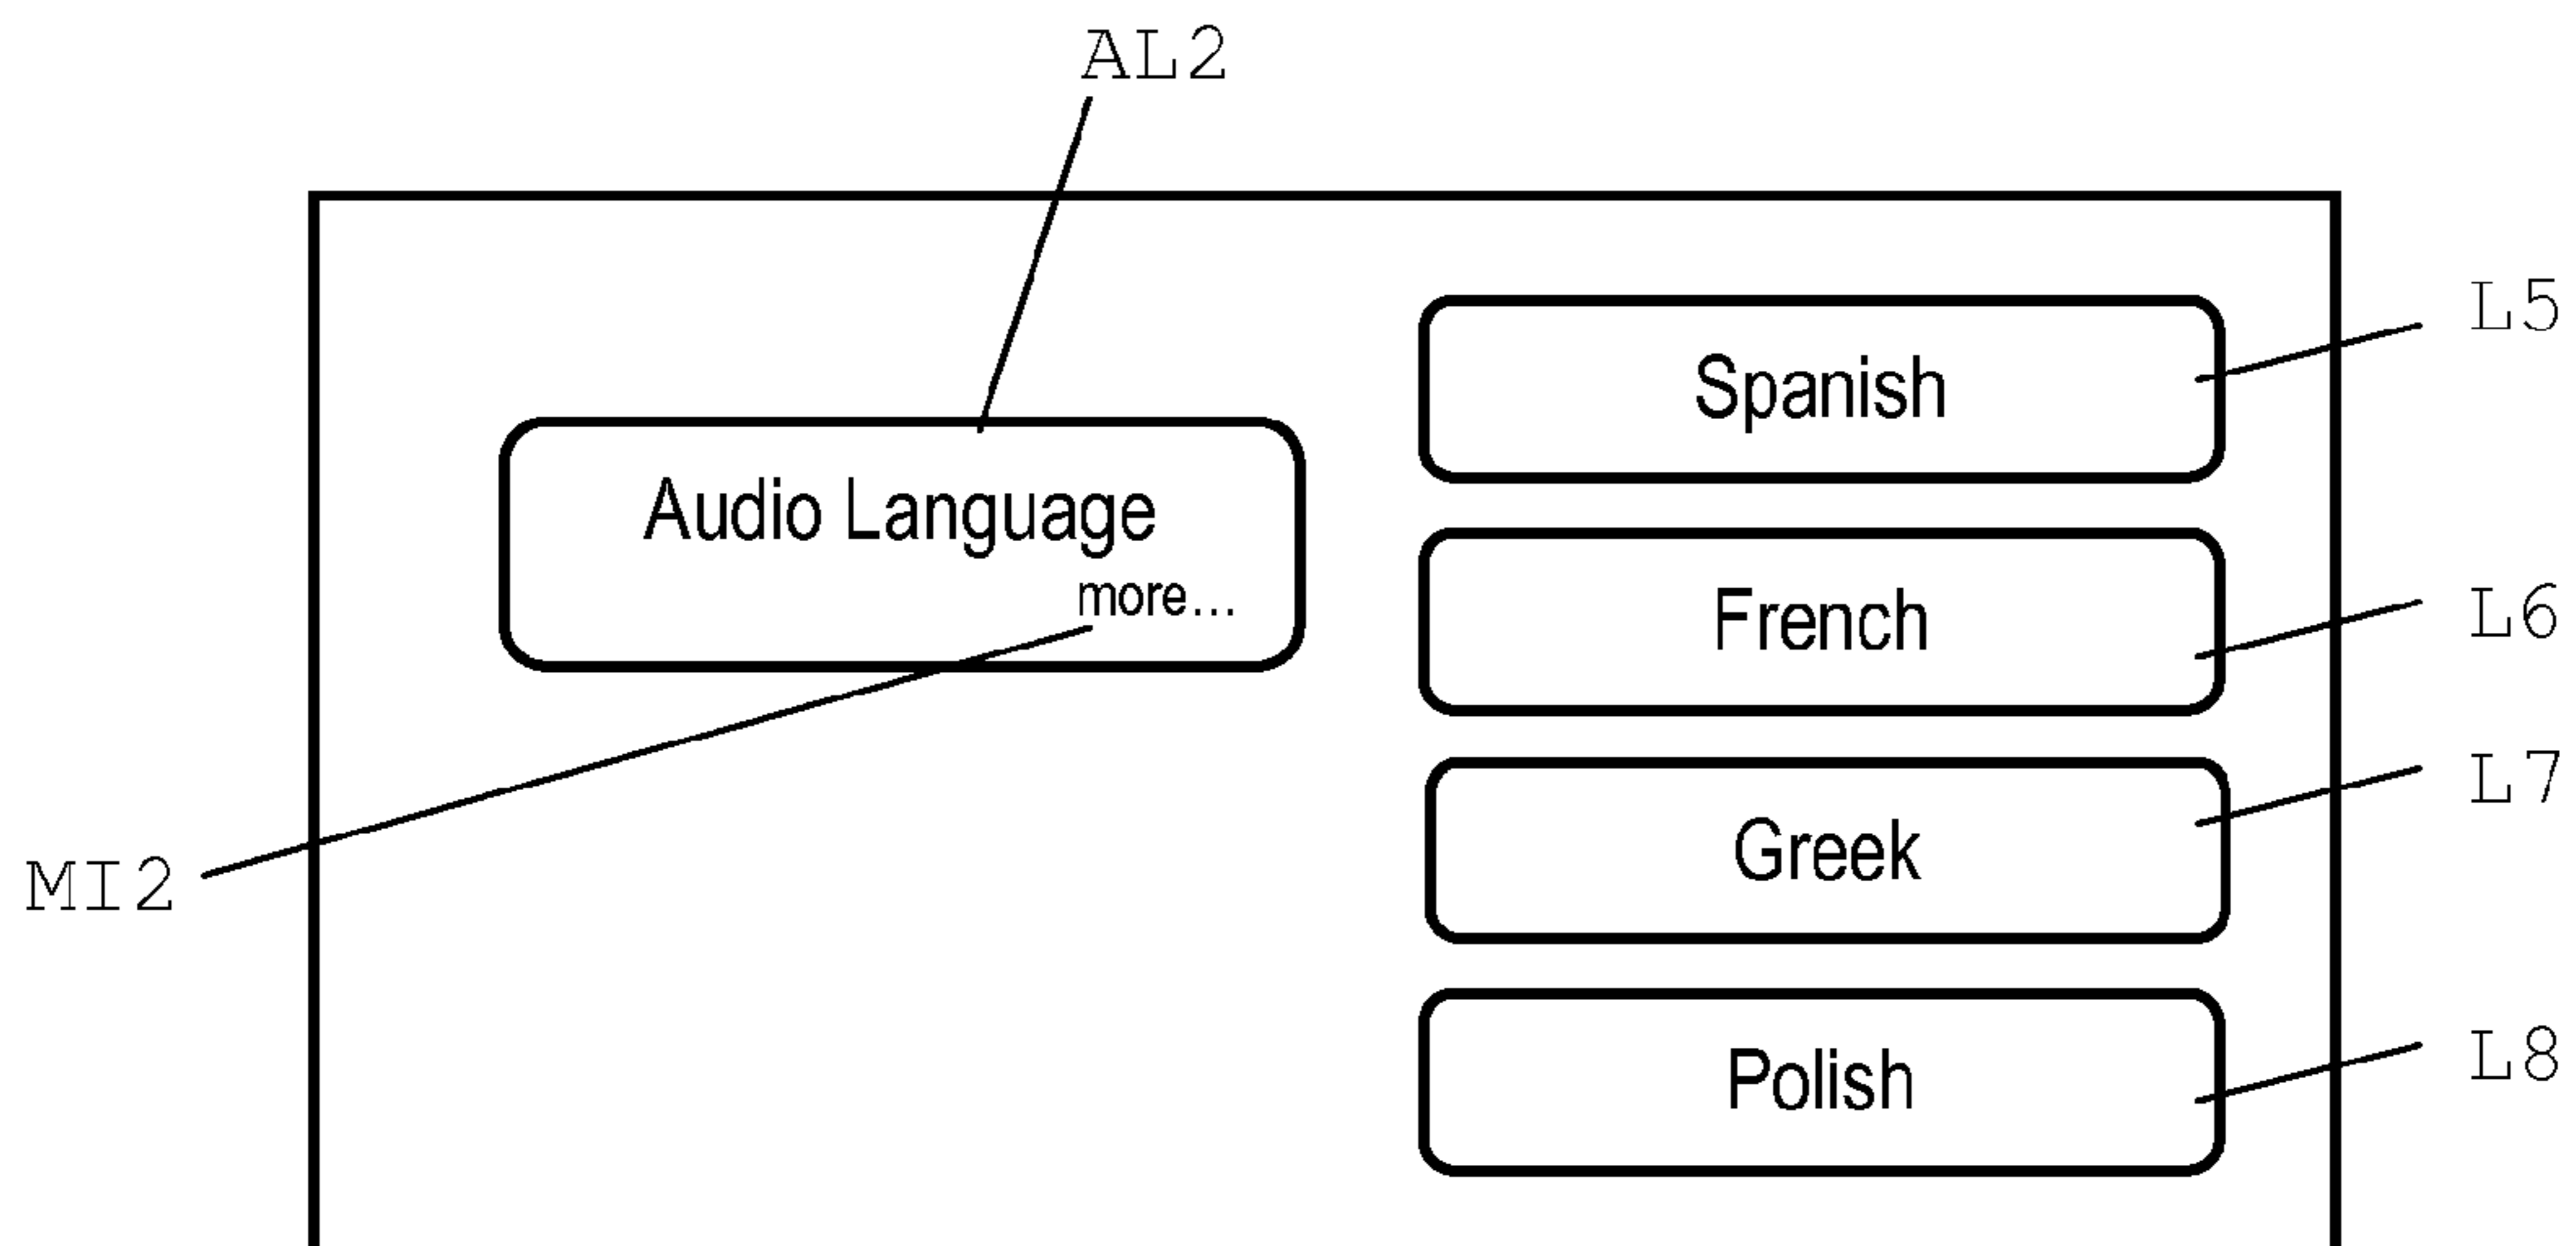 AL2
Spanish
L5
Audio Language
more...
French
L6
Greek
L7
MI2
Polish
L8